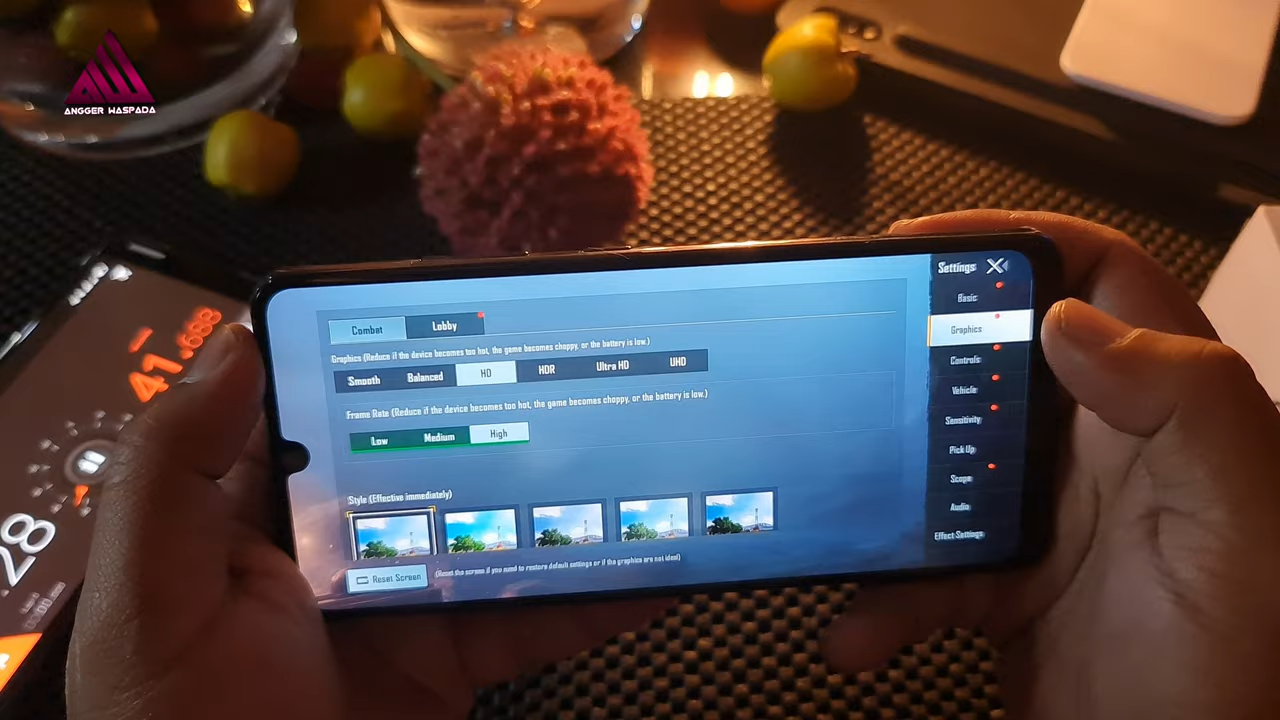 ANGGER WASPADA
Settings
Basic
Combat
Lobby
Graphics
Graphics (Reduce if the device becomes too hot, the game becomes choppy, or the battery is low.)
Smooth
Balanced
HD
HDR
Ultra HD
UHD
Controls
Vehicle
Frame Rate (Reduce if the device becomes too hot, the game becomes choppy, or the battery is low.)
Low
Medium
High
Sensitivity
Pick Up
Scope
Audio
Effect Settings
Style (Effective immediately)
Reset Screen
(Reset the screen if you need to restore default settings or if the graphics are not ideal)
41.688
28